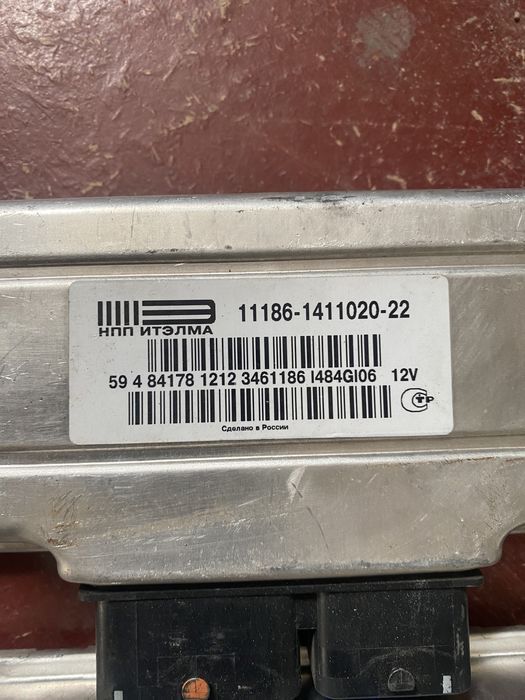 11186-1411020-22
НПП ИТЭЛМА
59 4 84178 1212 3461186 I484GI06 12V
Сделано в России